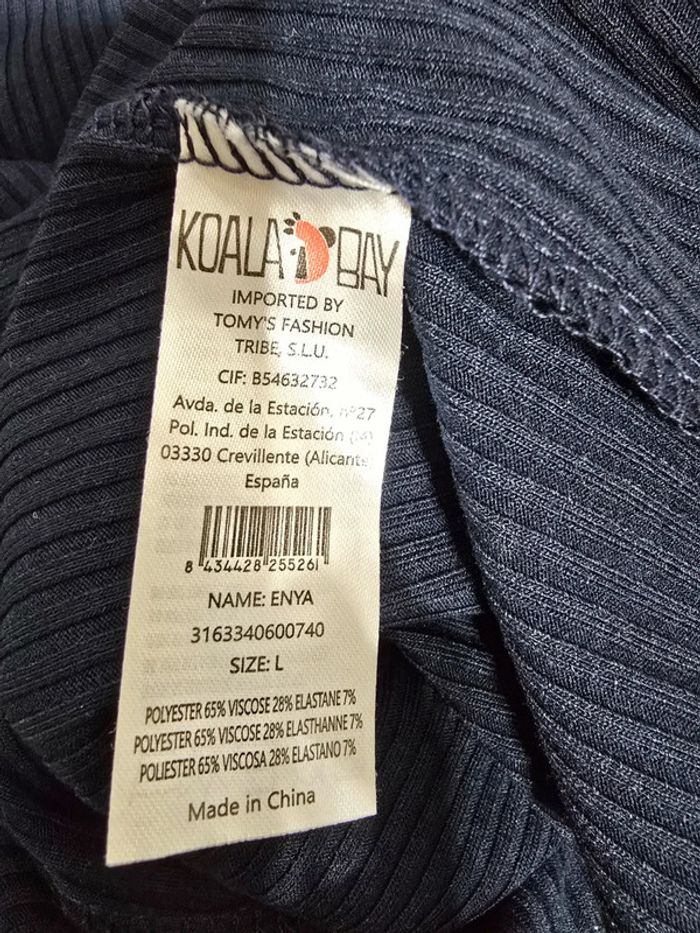 KOALA BAY
IMPORTED BY
TOMY'S FASHION
TRIBE, S.L.U.
CIF: B54632732
Avda. de la Estación, nº27
Pol. Ind. de la Estación
03330 Crevillente (Alicante
España
8 434428 255261
NAME: ENYA
3163340600740
SIZE: L
POLYESTER 65% VISCOSE 28% ELASTANE 7%
POLYESTER 65% VISCOSE 28% ELASTHANNE 7%
POLIESTER 65% VISCOSA 28% ELASTANO 7%
Made in China